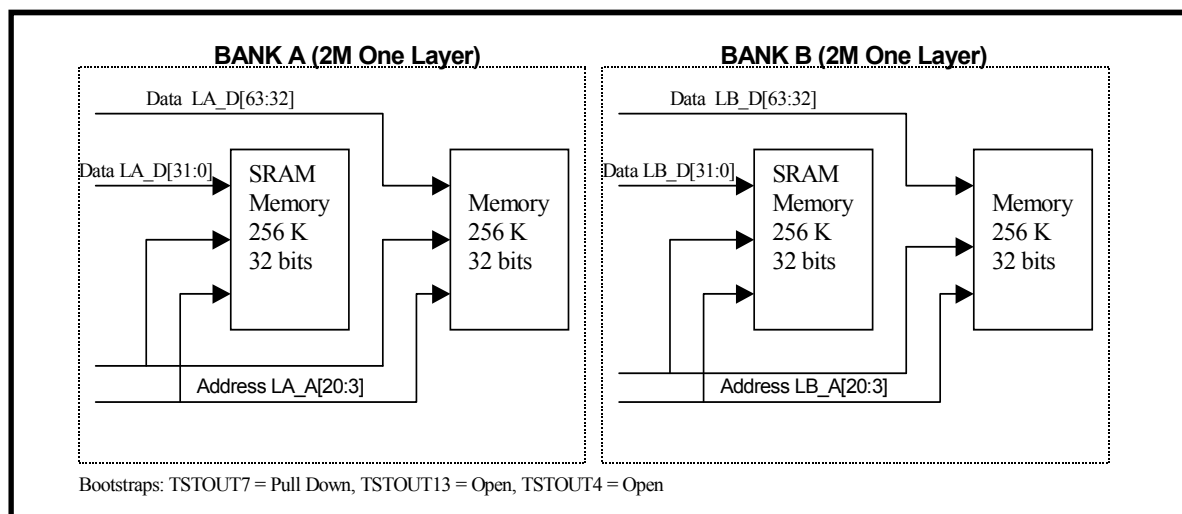 BANK A (2M One Layer)
BANK B (2M One Layer)
Data LA_D[63:32]
Data LB_D[63:32]
Data LA_D[31:0]
SRAM
Memory
256 K
32 bits
Memory
256 K
32 bits
Data LB_D[31:0]
SRAM
Memory
256 K
32 bits
Memory
256 K
32 bits
Address LA_A[20:3]
Address LB_A[20:3]
Bootstraps: TSTOUT7 = Pull Down, TSTOUT13 = Open, TSTOUT4 = Open